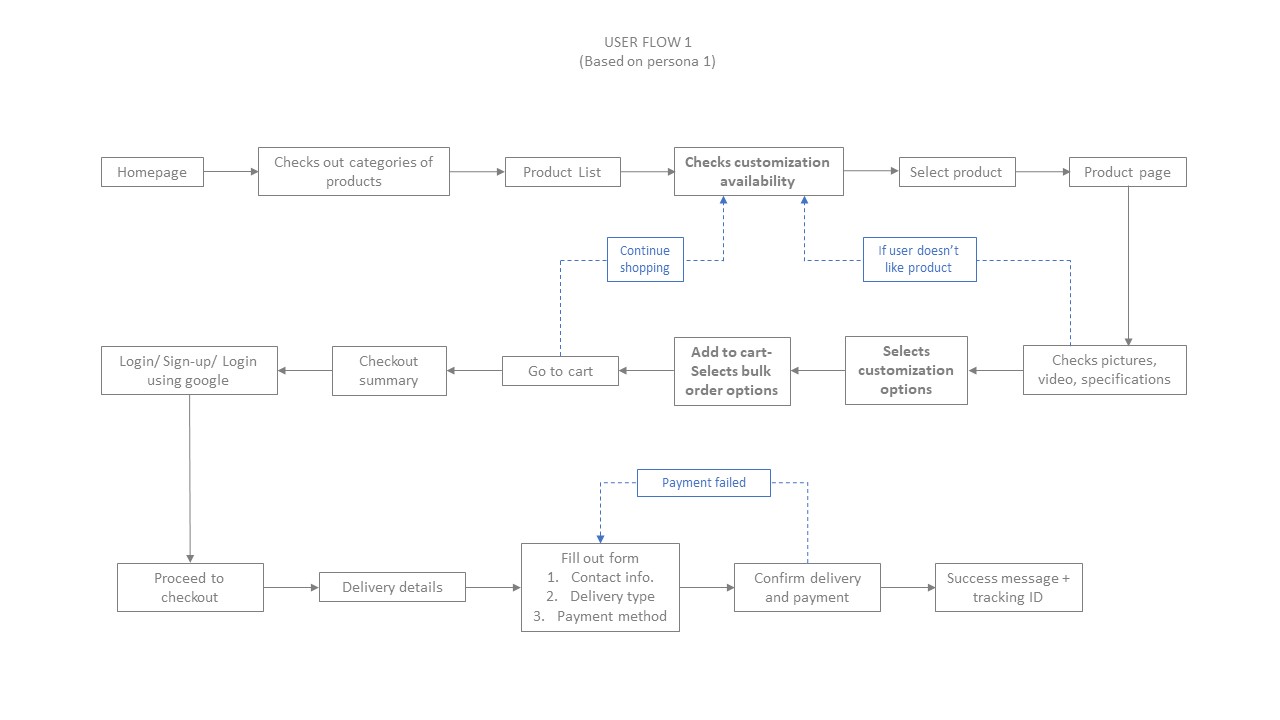 USER FLOW 1
(Based on persona 1)
Homepage
Checks out categories of
products
Product List
Checks customization
availability
Select product
Product page
Continue
shopping
If user doesn't
like product
Login/ Sign-up/ Login
using google
Checkout
summary
Go to cart
Add to cart-
Selects bulk
order options
Selects
customization
options
Checks pictures,
video, specifications
Payment failed
Proceed to
checkout
Delivery details
Fill out form
1. Contact info.
2. Delivery type
3. Payment method
Confirm delivery
and payment
Success message +
tracking ID